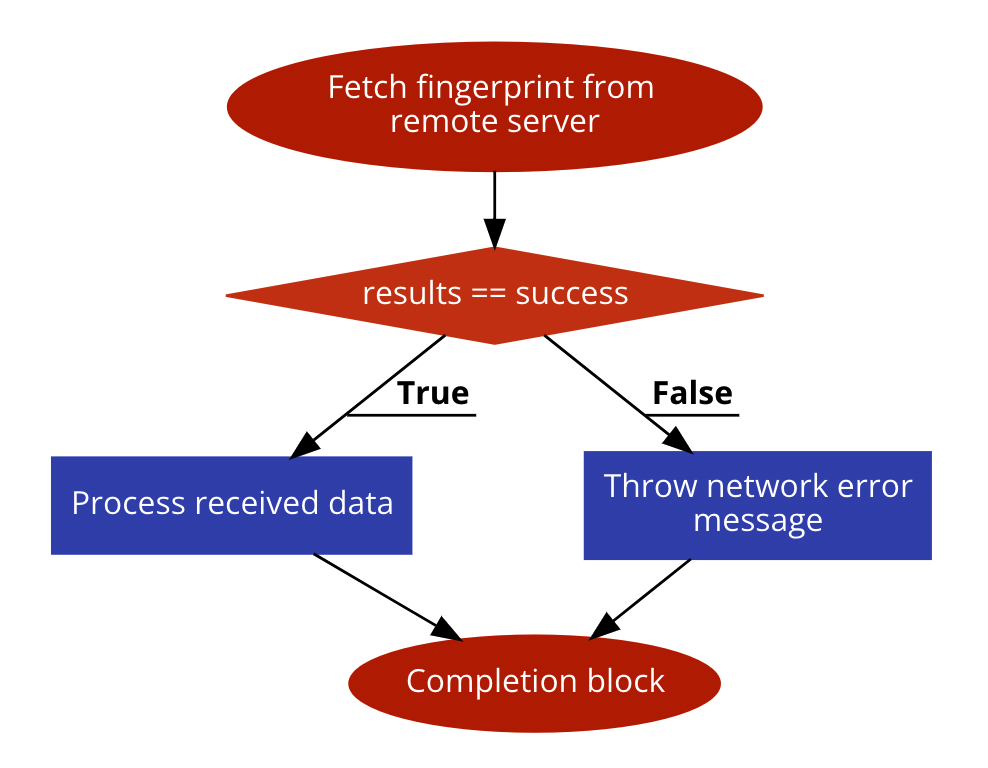 Fetch fingerprint from
remote server
results == success
True
False
Process received data
Throw network error
message
Completion block